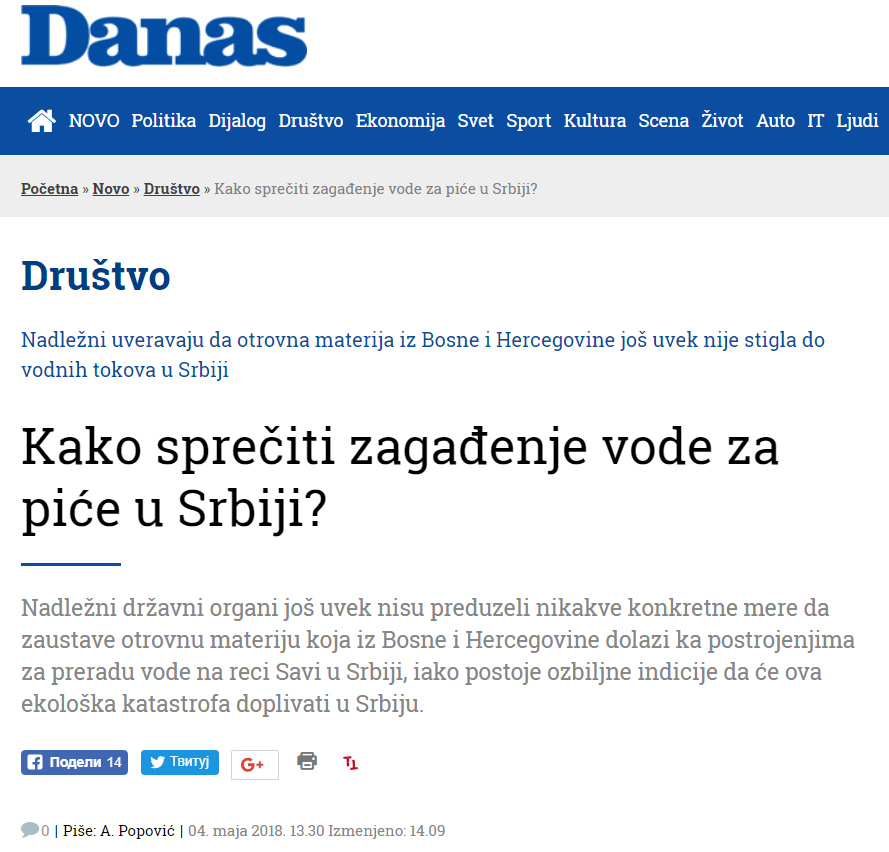 Danas
NOVO Politika Dijalog Društvo Ekonomija Svet Sport Kultura Scena Život Auto IT Ljudi
Početna » Novo » Društvo » Kako sprečiti zagađenje vode za piće u Srbiji?
Društvo
Nadležni uveravaju da otrovna materija iz Bosne i Hercegovine još uvek nije stigla do
vodnih tokova u Srbiji
Kako sprečiti zagađenje vode za
piće u Srbiji?
Nadležni državni organi još uvek nisu preduzeli nikakve konkretne mere da
zaustave otrovnu materiju koja iz Bosne i Hercegovine dolazi ka postrojenjima
za preradu vode na reci Savi u Srbiji, iako postoje ozbiljne indicije da će ova
ekološka katastrofa doplivati u Srbiju.
Подели 14 Твитуј G+ TT
0 | Piše: A. Popović | 04. maja 2018. 13.30 Izmenjeno: 14.09